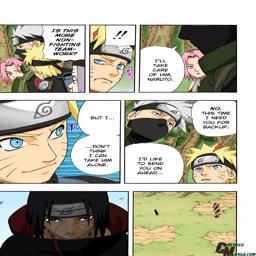 IS THIS
MORE
NON-
FIGHTING
TEAM-
WORK?
!!
I'LL
TAKE
CARE
OF HIM,
NARUTO.
BUT I...
...DON'T
THINK I
CAN TAKE
HIM
ALONE.
NO.
THIS TIME
I NEED YOU
FOR
BACKUP.
I'D LIKE
TO SEND
YOU ON
AHEAD...